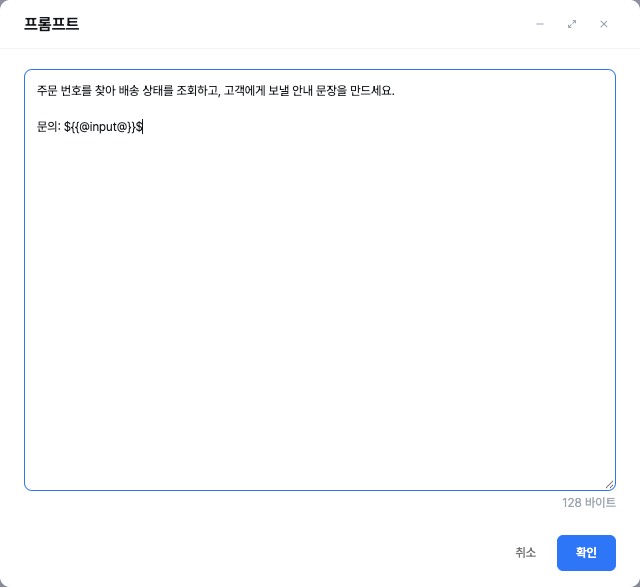 프롬프트
주문 번호를 찾아 배송 상태를 조회하고, 고객에게 보낼 안내 문장을 만드세요.
문의: ${{@input@}}$
128 바이트
취소
확인